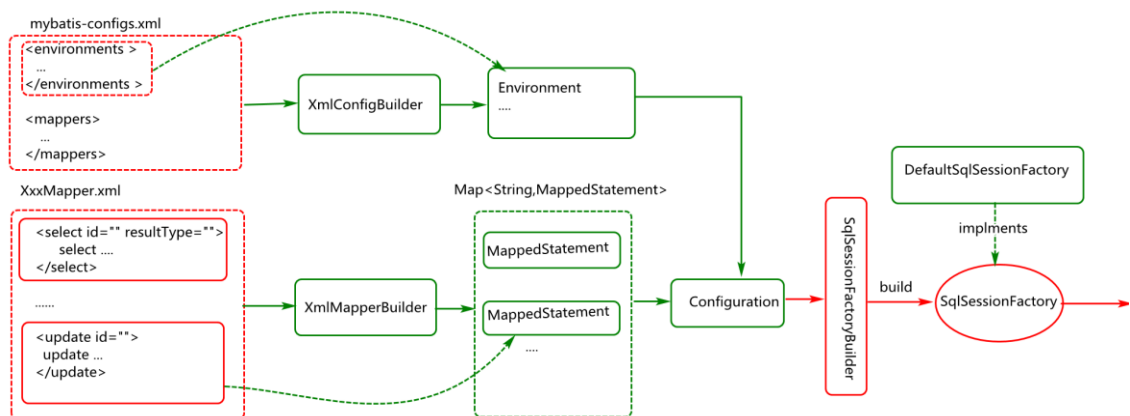 mybatis-configs.xml
<environments >
...
</environments >
<mappers>
...
</mappers>
XmlConfigBuilder
Environment
....
DefaultSqlSessionFactory
implments
XxxMapper.xml
<select id="" resultType="">
select ....
</select>
......
<update id="">
update ...
</update>
XmlMapperBuilder
Map<String,MappedStatement>
MappedStatement
MappedStatement
....
Configuration
SqlSessionFactoryBuilder
build
SqlSessionFactory